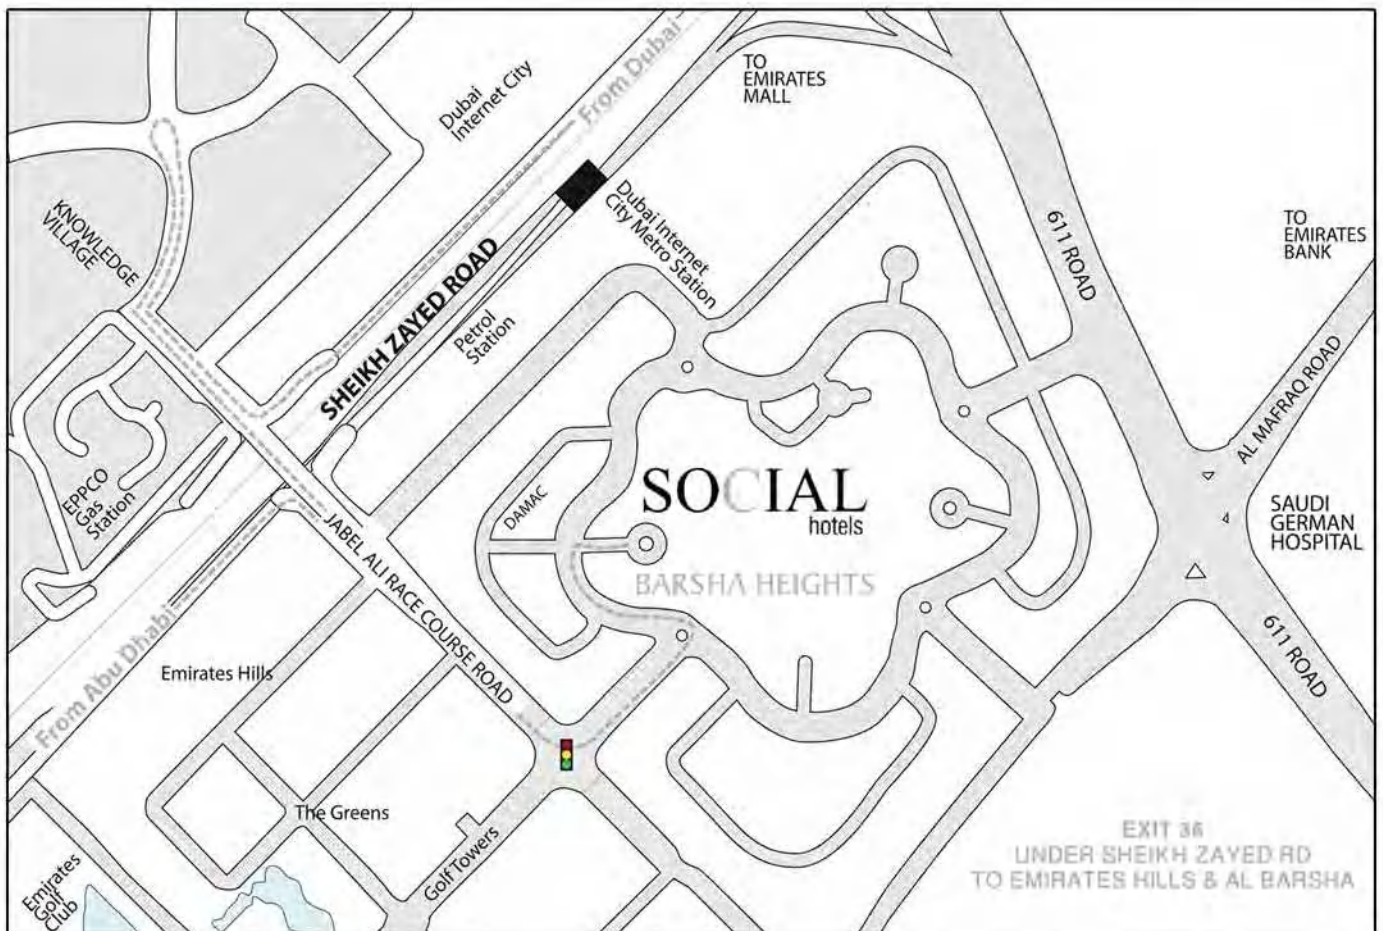 From Dubai
TO
EMIRATES
MALL
Dubai
Internet City
KNOWLEDGE
VILLAGE
SHEIKH ZAYED ROAD
Dubai Internet
City Metro Station
611 ROAD
TO
EMIRATES
BANK
Petrol
Station
AL MAFRAQ ROAD
EPPCO
Gas
Station
DAMAC
SOCIAL
hotels
BARSHA HEIGHTS
SAUDI
GERMAN
HOSPITAL
JABEL ALI RACE COURSE ROAD
From Abu Dhabi
Emirates Hills
611 ROAD
The Greens
Golf Towers
Emirates
Golf
Club
EXIT 36
UNDER SHEIKH ZAYED RD
TO EMIRATES HILLS & AL BARSHA